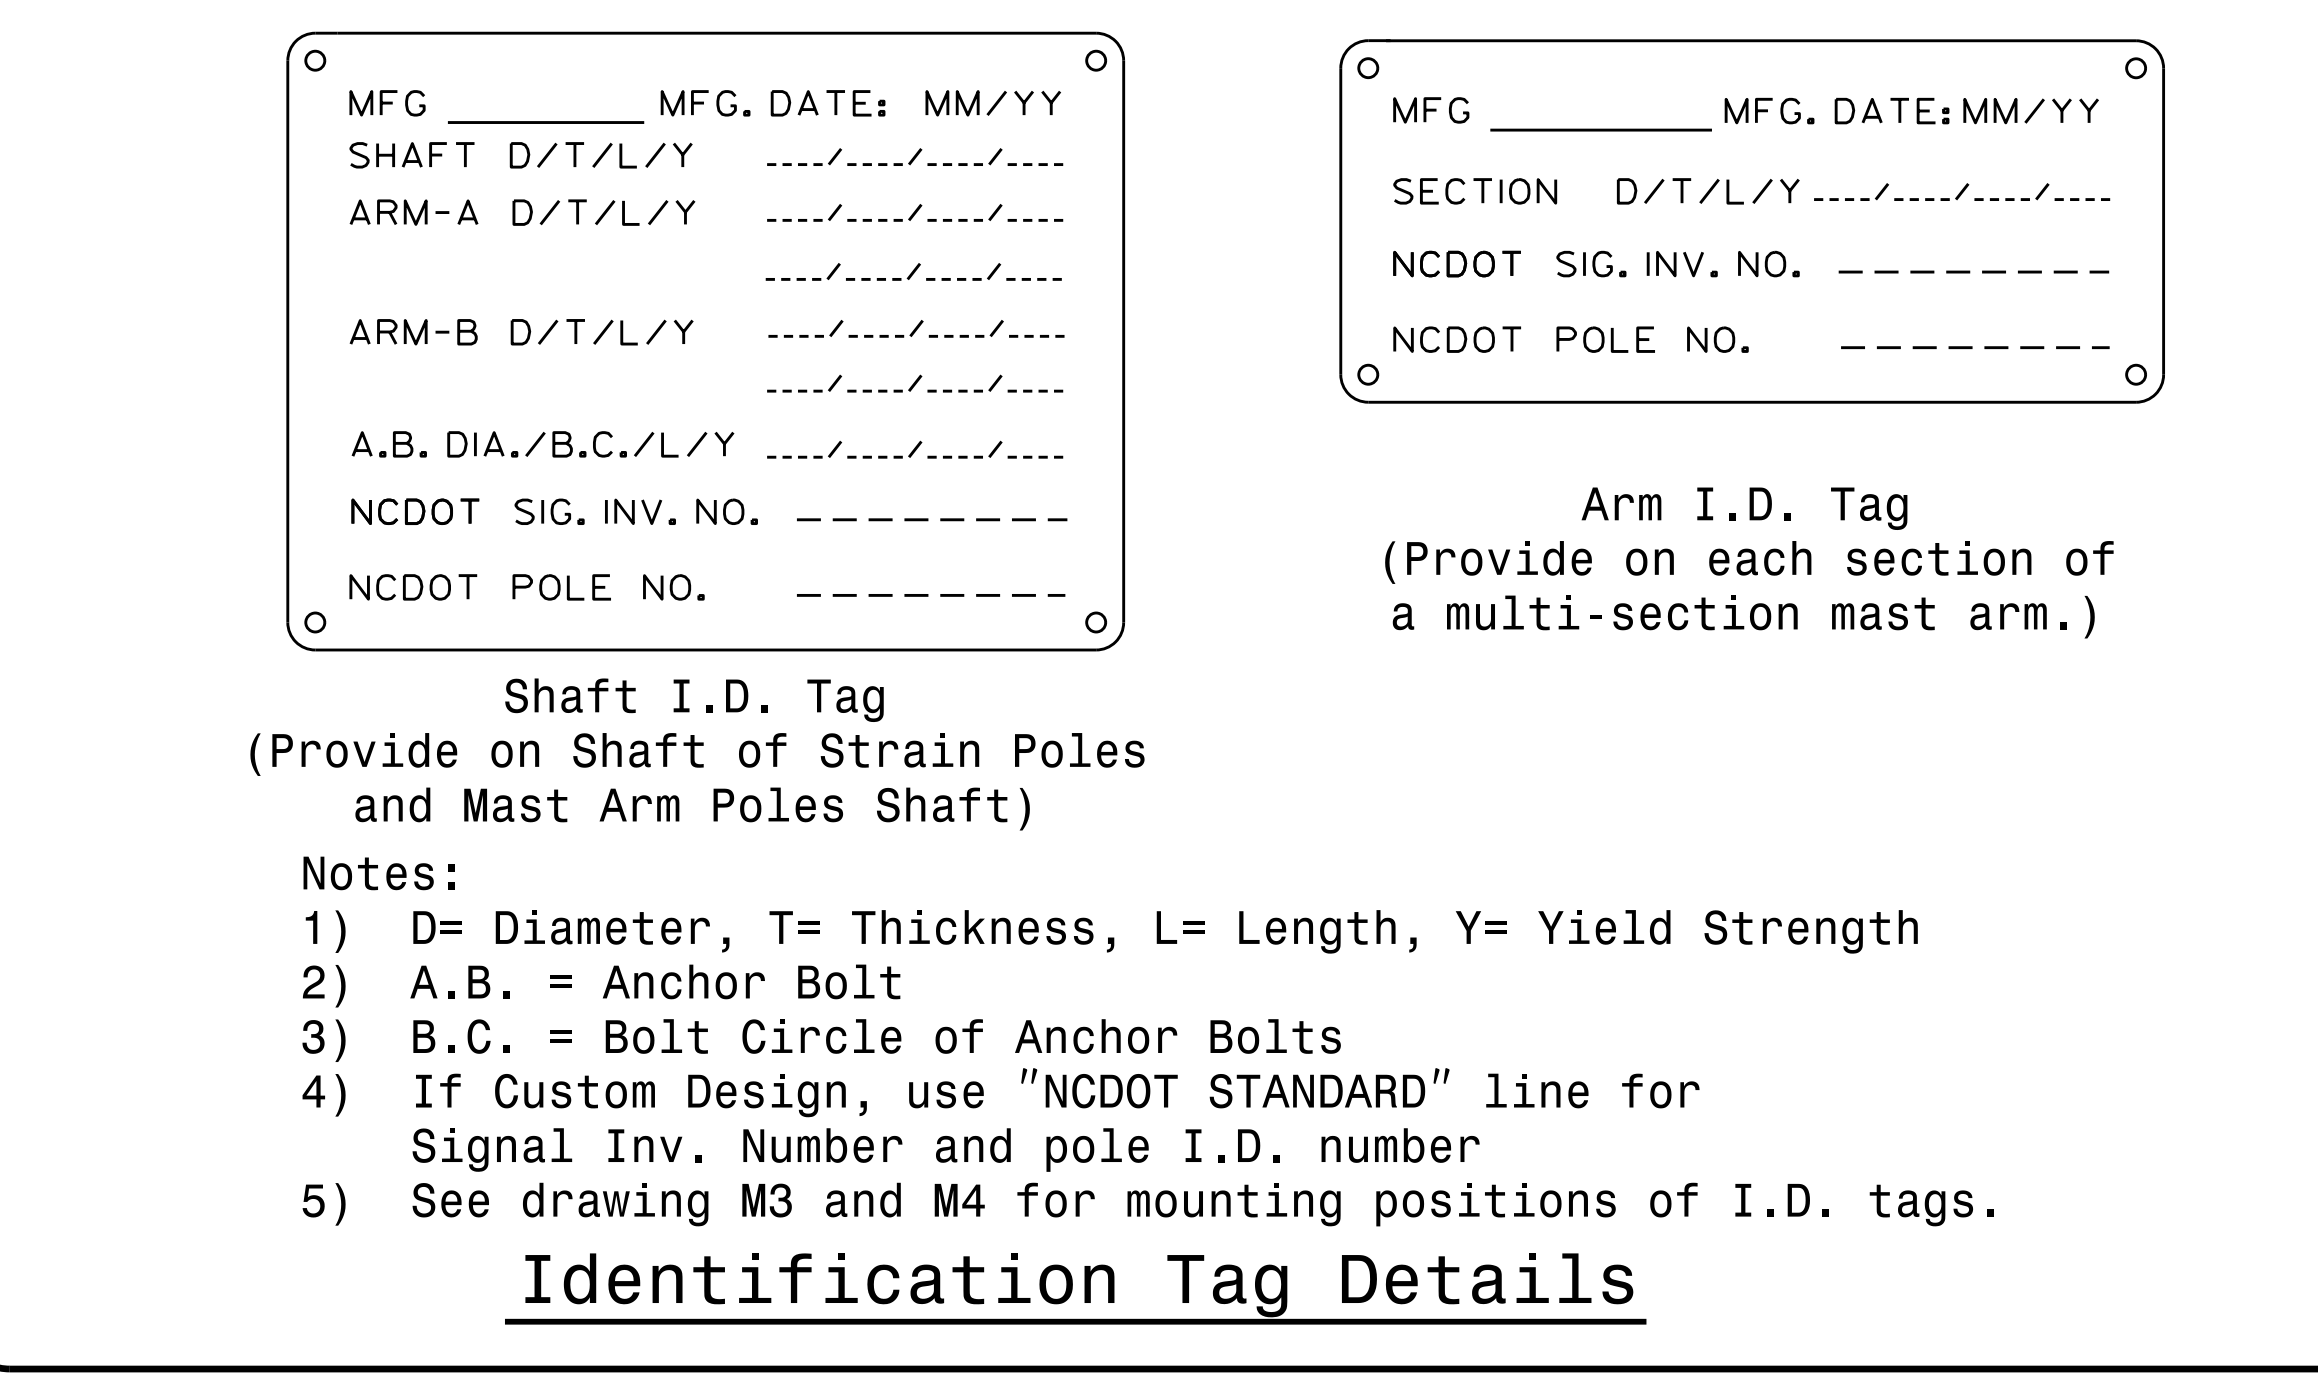 MFG ________ MFG. DATE: MM/YY
SHAFT D/T/L/Y ----/----/----/----
ARM-A D/T/L/Y ----/----/----/----
----/----/----/----
ARM-B D/T/L/Y ----/----/----/----
----/----/----/----
A.B. DIA./B.C./L/Y ----/----/----/----
NCDOT SIG. INV. NO. _ _ _ _ _ _ _ _
NCDOT POLE NO. _ _ _ _ _ _ _ _
Shaft I.D. Tag
(Provide on Shaft of Strain Poles
and Mast Arm Poles Shaft)
MFG ________ MFG. DATE: MM/YY
SECTION D/T/L/Y ----/----/----/----
NCDOT SIG. INV. NO. _ _ _ _ _ _ _ _
NCDOT POLE NO. _ _ _ _ _ _ _ _
Arm I.D. Tag
(Provide on each section of
a multi-section mast arm.)
Notes:
1) D= Diameter, T= Thickness, L= Length, Y= Yield Strength
2) A.B. = Anchor Bolt
3) B.C. = Bolt Circle of Anchor Bolts
4) If Custom Design, use "NCDOT STANDARD" line for
Signal Inv. Number and pole I.D. number
5) See drawing M3 and M4 for mounting positions of I.D. tags.
Identification Tag Details